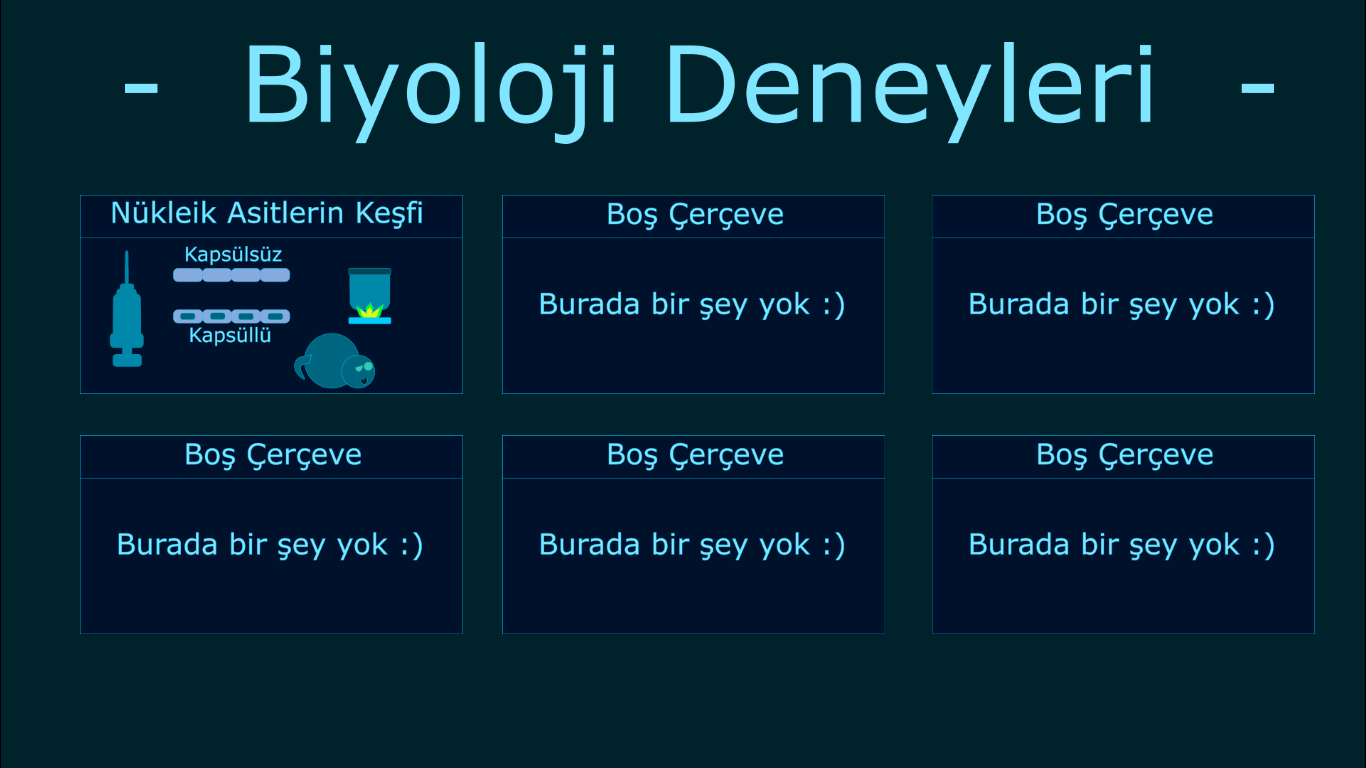 - Biyoloji Deneyleri -
Nükleik Asitlerin Keşfi
Kapsülsüz
Kapsüllü
Boş Çerçeve
Burada bir şey yok :)
Boş Çerçeve
Burada bir şey yok :)
Boş Çerçeve
Burada bir şey yok :)
Boş Çerçeve
Burada bir şey yok :)
Boş Çerçeve
Burada bir şey yok :)